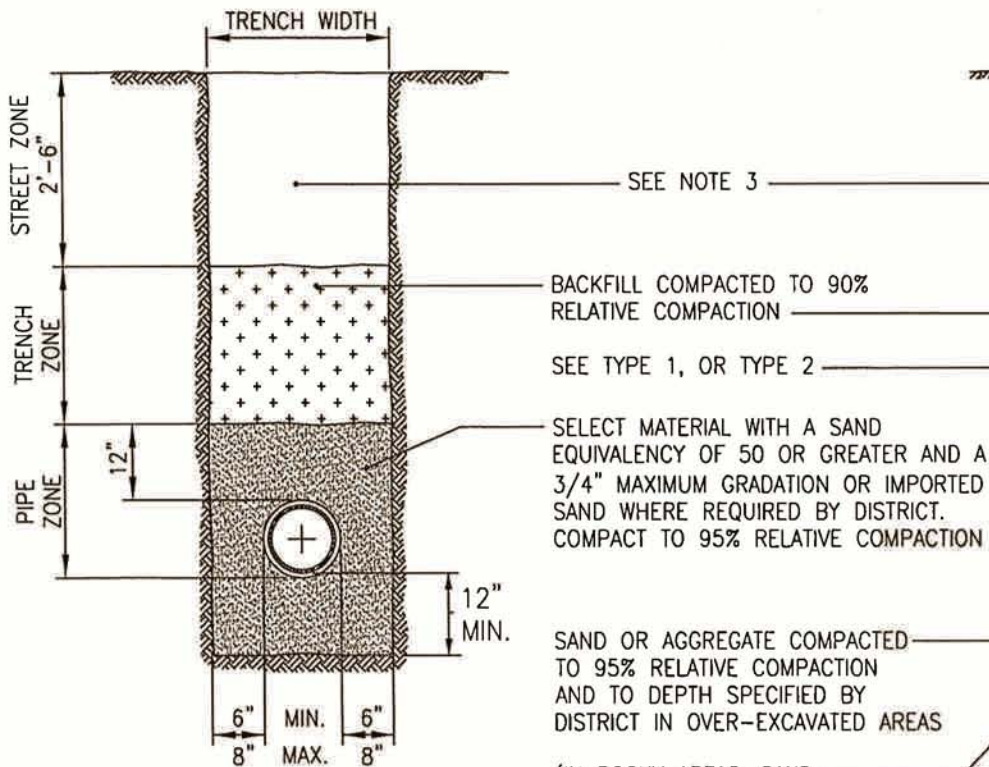 TRENCH WIDTH
STREET ZONE
2'-6"
SEE NOTE 3
BACKFILL COMPACTED TO 90%
RELATIVE COMPACTION
TRENCH
ZONE
SEE TYPE 1, OR TYPE 2
SELECT MATERIAL WITH A SAND
EQUIVALENCY OF 50 OR GREATER AND A
3/4" MAXIMUM GRADATION OR IMPORTED
SAND WHERE REQUIRED BY DISTRICT.
COMPACT TO 95% RELATIVE COMPACTION
12"
PIPE
ZONE
12"
MIN.
SAND OR AGGREGATE COMPACTED
TO 95% RELATIVE COMPACTION
AND TO DEPTH SPECIFIED BY
DISTRICT IN OVER-EXCAVATED AREAS
6" MIN. 6"
8" MAX. 8"